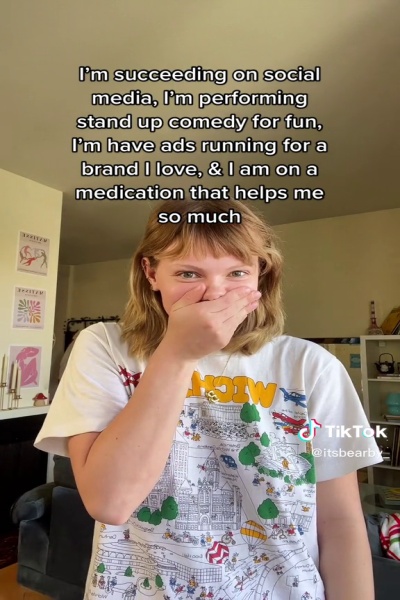 I'm succeeding on social
media, I'm performing
stand up comedy for fun,
I'm have ads running for a
brand I love, & I am on a
medication that helps me
so much
TikTok
@itsbearby_